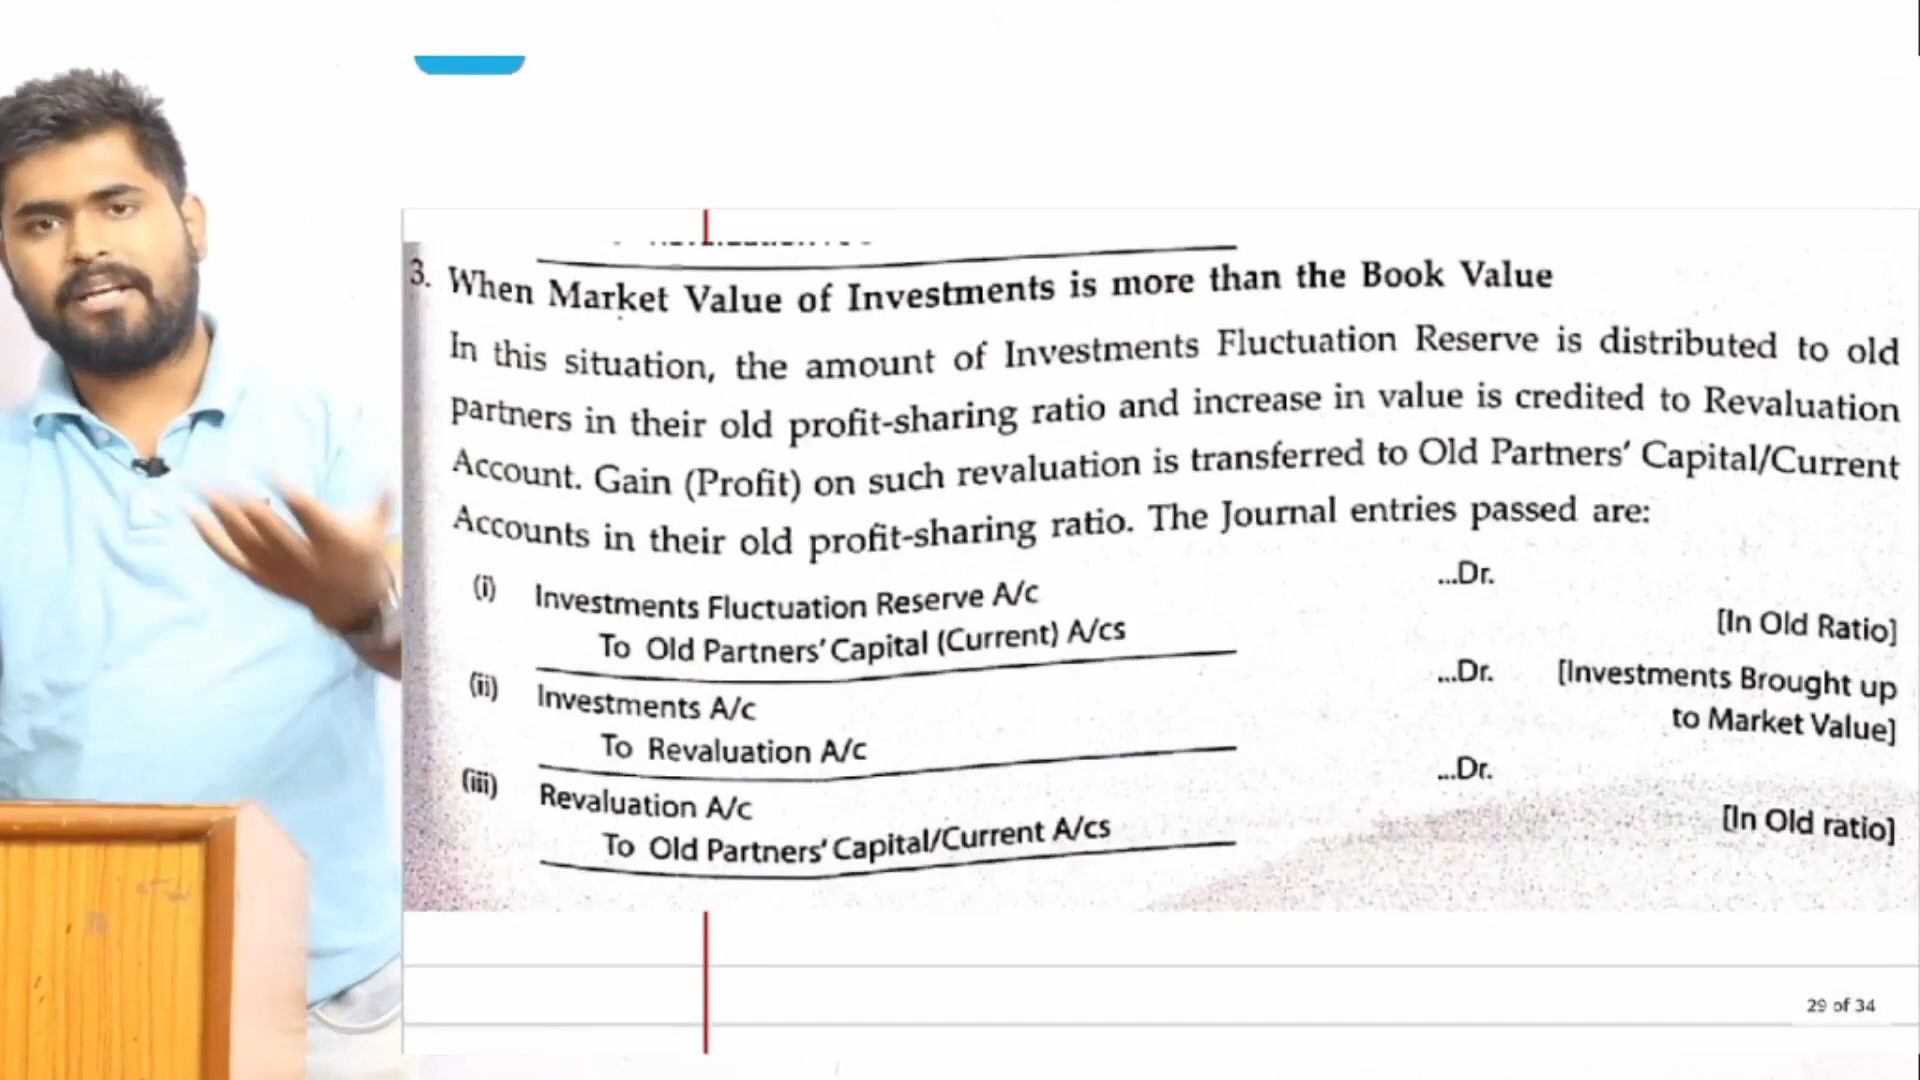 3. When Market Value of Investments is more than the Book Value
In this situation, the amount of Investments Fluctuation Reserve is distributed to old
partners in their old profit-sharing ratio and increase in value is credited to Revaluation
Account. Gain (Profit) on such revaluation is transferred to Old Partners' Capital/Current
Accounts in their old profit-sharing ratio. The Journal entries passed are:
(i) Investments Fluctuation Reserve A/c ...Dr.
To Old Partners' Capital (Current) A/cs [In Old Ratio]
(ii) Investments A/c ...Dr. [Investments Brought up
To Revaluation A/c to Market Value]
(iii) Revaluation A/c ...Dr.
To Old Partners' Capital/Current A/cs [In Old ratio]
29 of 34